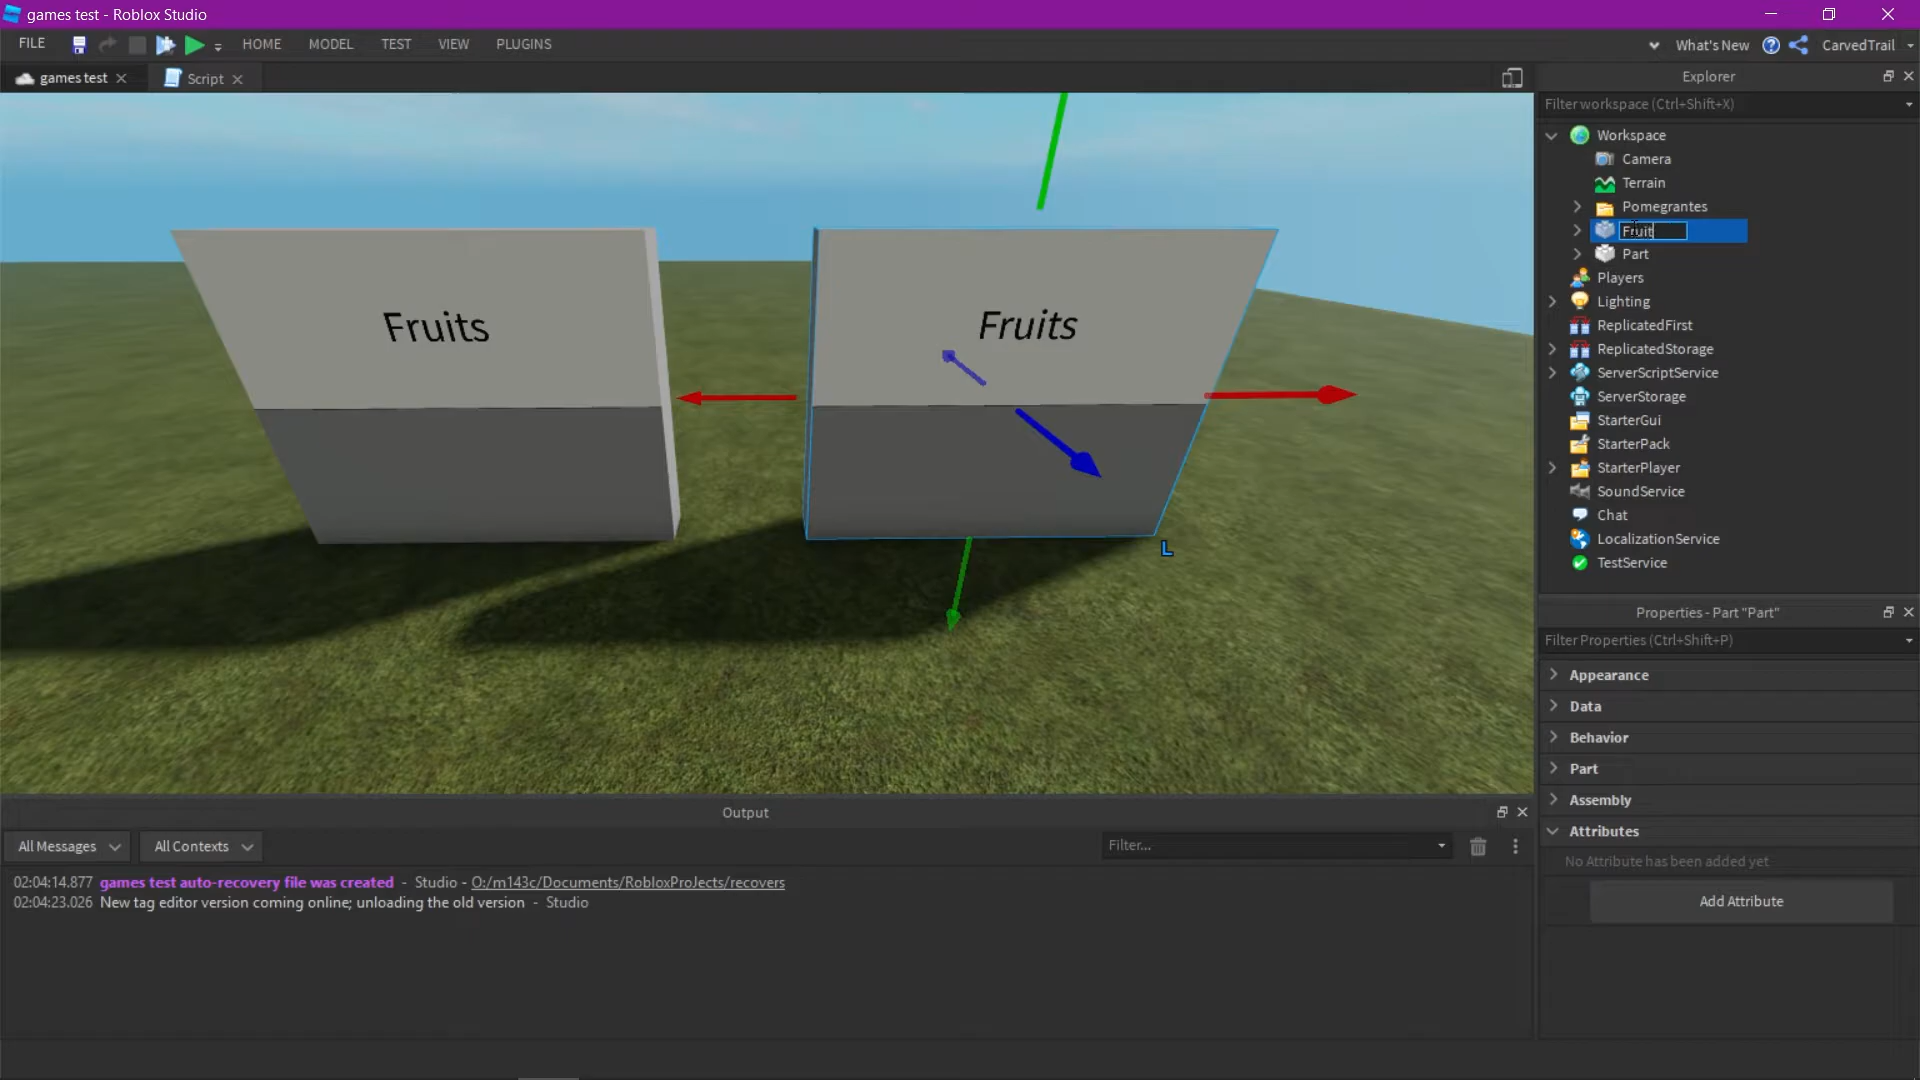 games test - Roblox Studio
FILE HOME MODEL TEST VIEW PLUGINS What's New CarvedTrail
games test Script
Explorer
Filter workspace (Ctrl+Shift+X)
Workspace
Camera
Terrain
Pomegrantes
Fruit
Part
Players
Lighting
ReplicatedFirst
ReplicatedStorage
ServerScriptService
ServerStorage
StarterGui
StarterPack
StarterPlayer
SoundService
Chat
LocalizationService
TestService
Fruits
Fruits
L
Properties - Part "Part"
Filter Properties (Ctrl+Shift+P)
Appearance
Data
Behavior
Part
Assembly
Attributes
No Attribute has been added yet
Add Attribute
Output
All Messages All Contexts Filter...
02:04:14.877 games test auto-recovery file was created - Studio - O:/m143c/Documents/RobloxProJects/recovers
02:04:23.026 New tag editor version coming online; unloading the old version - Studio